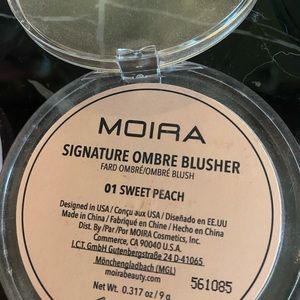 MOIRA
SIGNATURE OMBRE BLUSHER
FARD OMBRÉ/OMBRÉ BLUSH
01 SWEET PEACH
Designed in USA / Conçu aux USA / Diseñado en EE.UU
Made in China / Fabriqué en Chine / Hecho en China
Dist. By /Par /Por MOIRA Cosmetics, Inc.
Commerce, CA 90040 U.S.A.
I.C.T. GmbH Gutenbergstraße 24 D-41065
Mönchengladbach (MGL)
moirabeauty.com
561085
Net Wt. 0.317 oz / 9 g